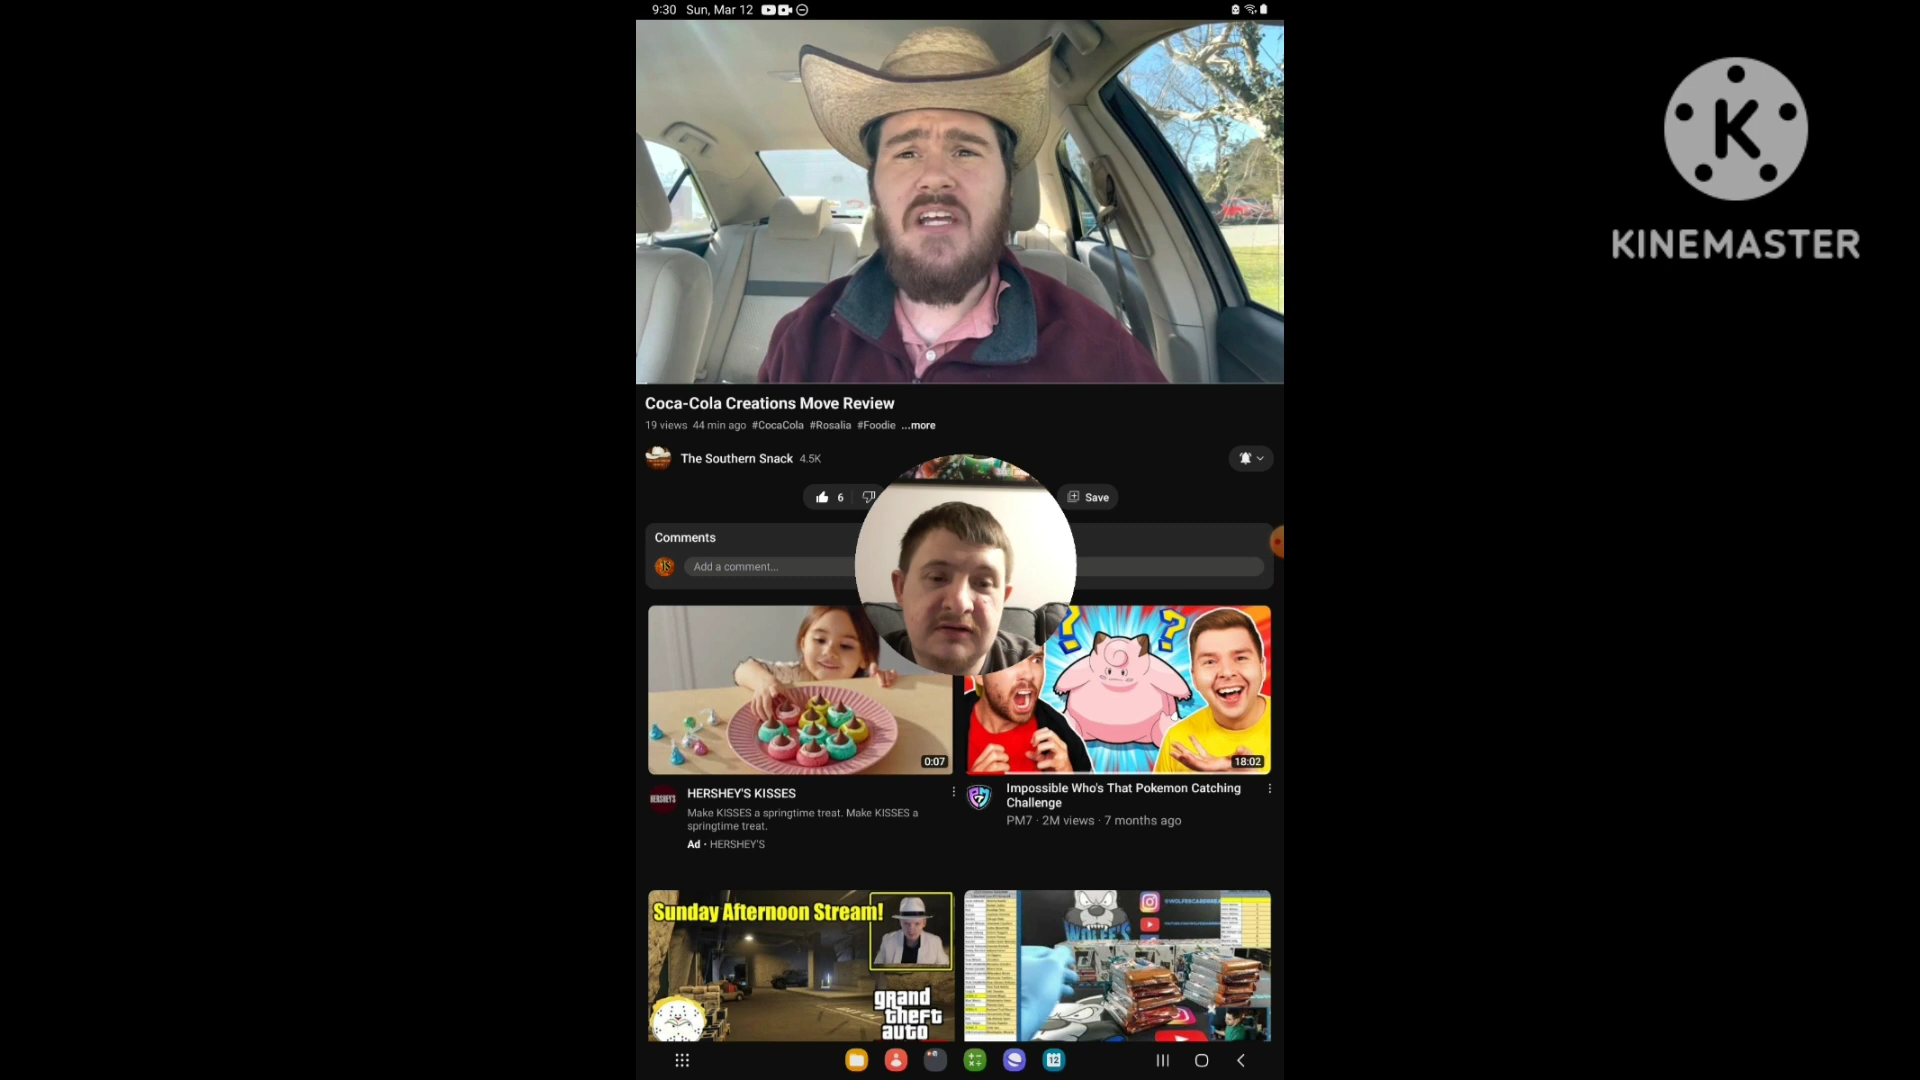 9:30 Sun, Mar 12
K
KINEMASTER
Coca-Cola Creations Move Review
19 views 44 min ago #CocaCola #Rosalia #Foodie ...more
The Southern Snack 4.5K
6
Save
Comments
Add a comment...
0:07
18:02
HERSHEY'S
HERSHEY'S KISSES
Make KISSES a springtime treat. Make KISSES a
springtime treat.
Ad · HERSHEY'S
Impossible Who's That Pokemon Catching
Challenge
PM7 · 2M views · 7 months ago
Sunday Afternoon Stream!
grand
theft
auto
WOLFE'S
12